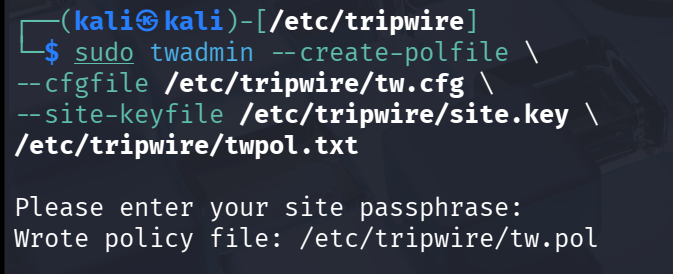 ┌──(kali㉿kali)-[/etc/tripwire]
└─$ sudo twadmin --create-polfile \
--cfgfile /etc/tripwire/tw.cfg \
--site-keyfile /etc/tripwire/site.key \
/etc/tripwire/twpol.txt
Please enter your site passphrase:
Wrote policy file: /etc/tripwire/tw.pol